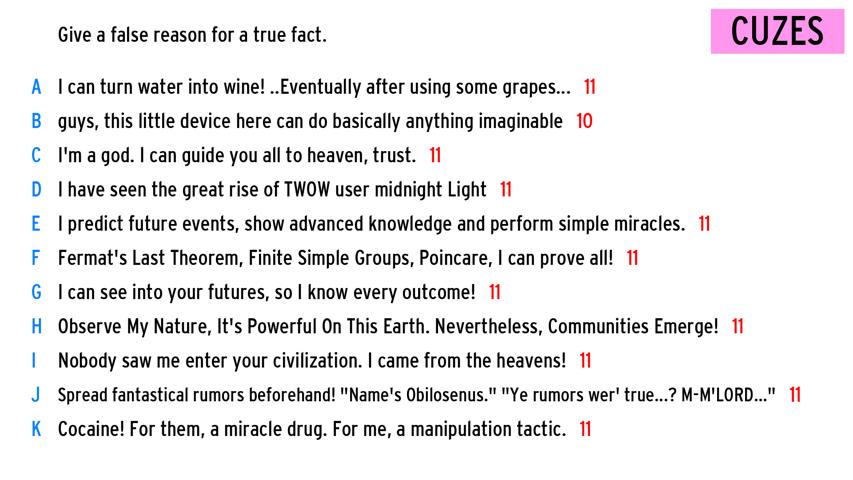 Give a false reason for a true fact.
CUZES
A I can turn water into wine! ..Eventually after using some grapes... 11
B guys, this little device here can do basically anything imaginable 10
C I'm a god. I can guide you all to heaven, trust. 11
D I have seen the great rise of TWOW user midnight Light 11
E I predict future events, show advanced knowledge and perform simple miracles. 11
F Fermat's Last Theorem, Finite Simple Groups, Poincare, I can prove all! 11
G I can see into your futures, so I know every outcome! 11
H Observe My Nature, It's Powerful On This Earth. Nevertheless, Communities Emerge! 11
I Nobody saw me enter your civilization. I came from the heavens! 11
J Spread fantastical rumors beforehand! "Name's Obilosenus." "Ye rumors wer' true...? M-M'LORD..." 11
K Cocaine! For them, a miracle drug. For me, a manipulation tactic. 11